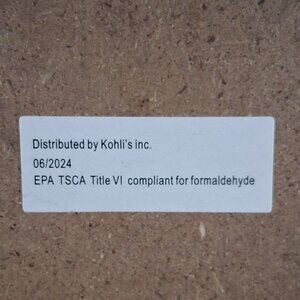 Distributed by Kohli's inc.
06/2024
EPA TSCA Title VI compliant for formaldehyde